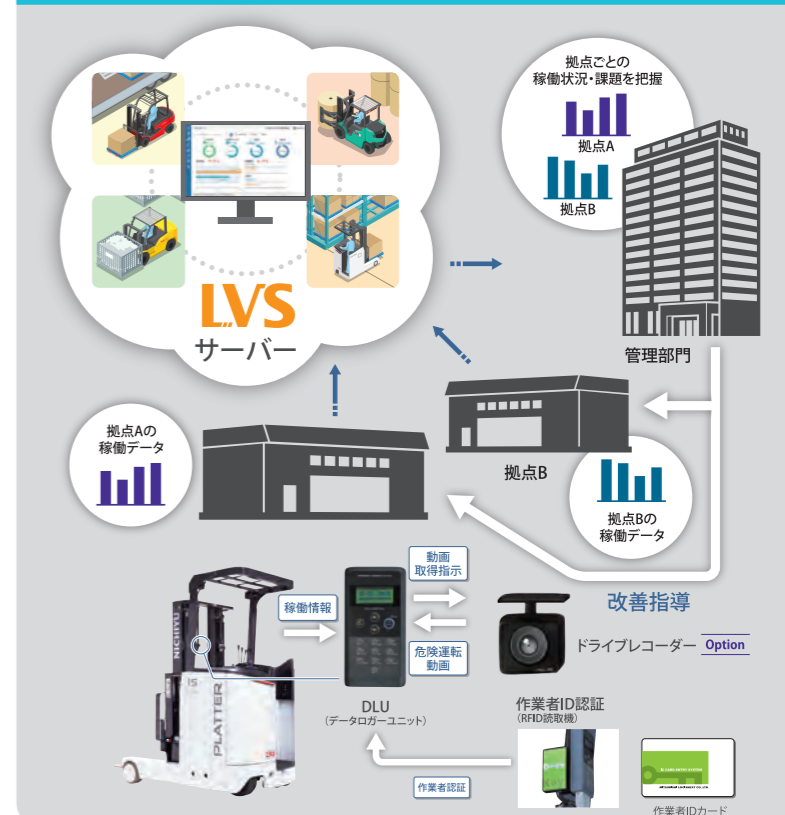 拠点ごとの
稼働状況・課題を把握
拠点A
拠点B
LVS
サーバー
管理部門
拠点Aの
稼働データ
拠点B
拠点Bの
稼働データ
改善指導
動画
取得指示
稼働情報
危険運転
動画
ドライブレコーダー Option
NICHIYU
15
PLATTER
DLU
(データロガーユニット)
作業者ID認証
(RFID読取機)
作業者認証
作業者IDカード